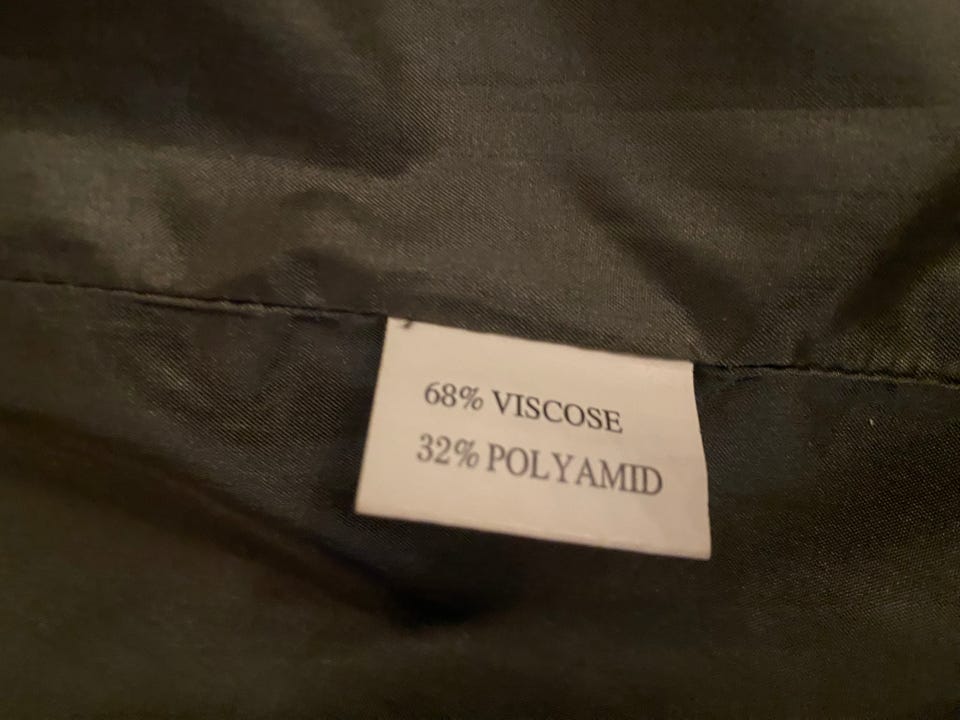 68% VISCOSE
32% POLYAMID